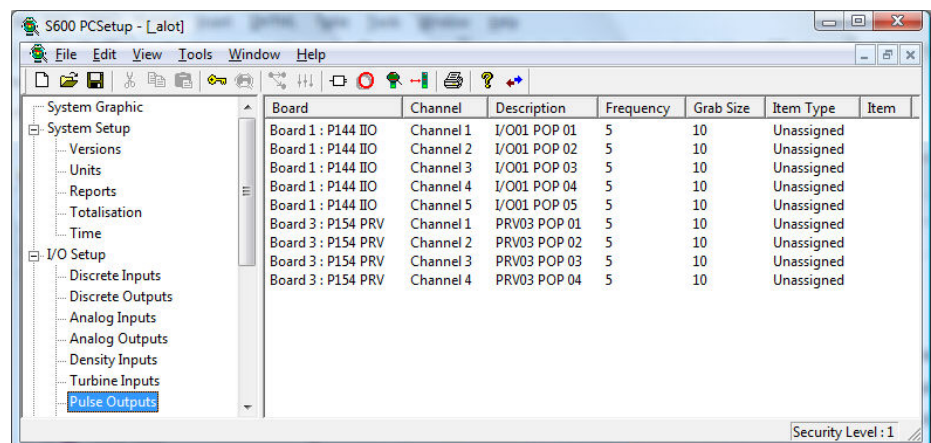 S600 PCSetup - [_alot]
File Edit View Tools Window Help
System Graphic
System Setup
Versions
Units
Reports
Totalisation
Time
I/O Setup
Discrete Inputs
Discrete Outputs
Analog Inputs
Analog Outputs
Density Inputs
Turbine Inputs
Pulse Outputs
Board Channel Description Frequency Grab Size Item Type Item
Board 1 : P144 IIO Channel 1 I/O01 POP 01 5 10 Unassigned
Board 1 : P144 IIO Channel 2 I/O01 POP 02 5 10 Unassigned
Board 1 : P144 IIO Channel 3 I/O01 POP 03 5 10 Unassigned
Board 1 : P144 IIO Channel 4 I/O01 POP 04 5 10 Unassigned
Board 1 : P144 IIO Channel 5 I/O01 POP 05 5 10 Unassigned
Board 3 : P154 PRV Channel 1 PRV03 POP 01 5 10 Unassigned
Board 3 : P154 PRV Channel 2 PRV03 POP 02 5 10 Unassigned
Board 3 : P154 PRV Channel 3 PRV03 POP 03 5 10 Unassigned
Board 3 : P154 PRV Channel 4 PRV03 POP 04 5 10 Unassigned
Security Level : 1